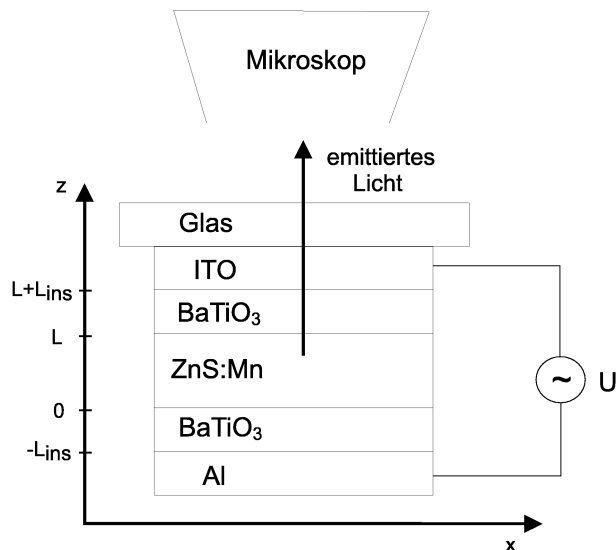 Mikroskop
emittiertes
Licht
z
Glas
ITO
L+Lins
BaTiO3
L
ZnS:Mn
~
U
0
BaTiO3
-Lins
Al
x